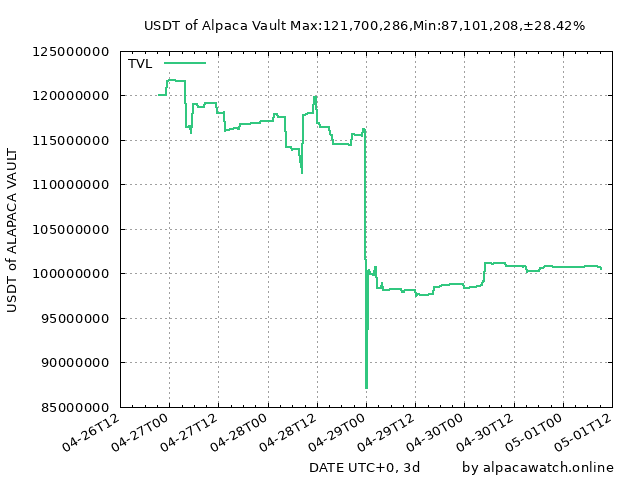 USDT of Alpaca Vault Max:121,700,286,Min:87,101,208,±28.42%
TVL
125000000
120000000
115000000
110000000
105000000
100000000
95000000
90000000
85000000
USDT of ALAPACA VAULT
04-26T12
04-27T00
04-27T12
04-28T00
04-28T12
04-29T00
04-29T12
04-30T00
04-30T12
05-01T00
05-01T12
DATE UTC+0, 3d
by alpacawatch.online